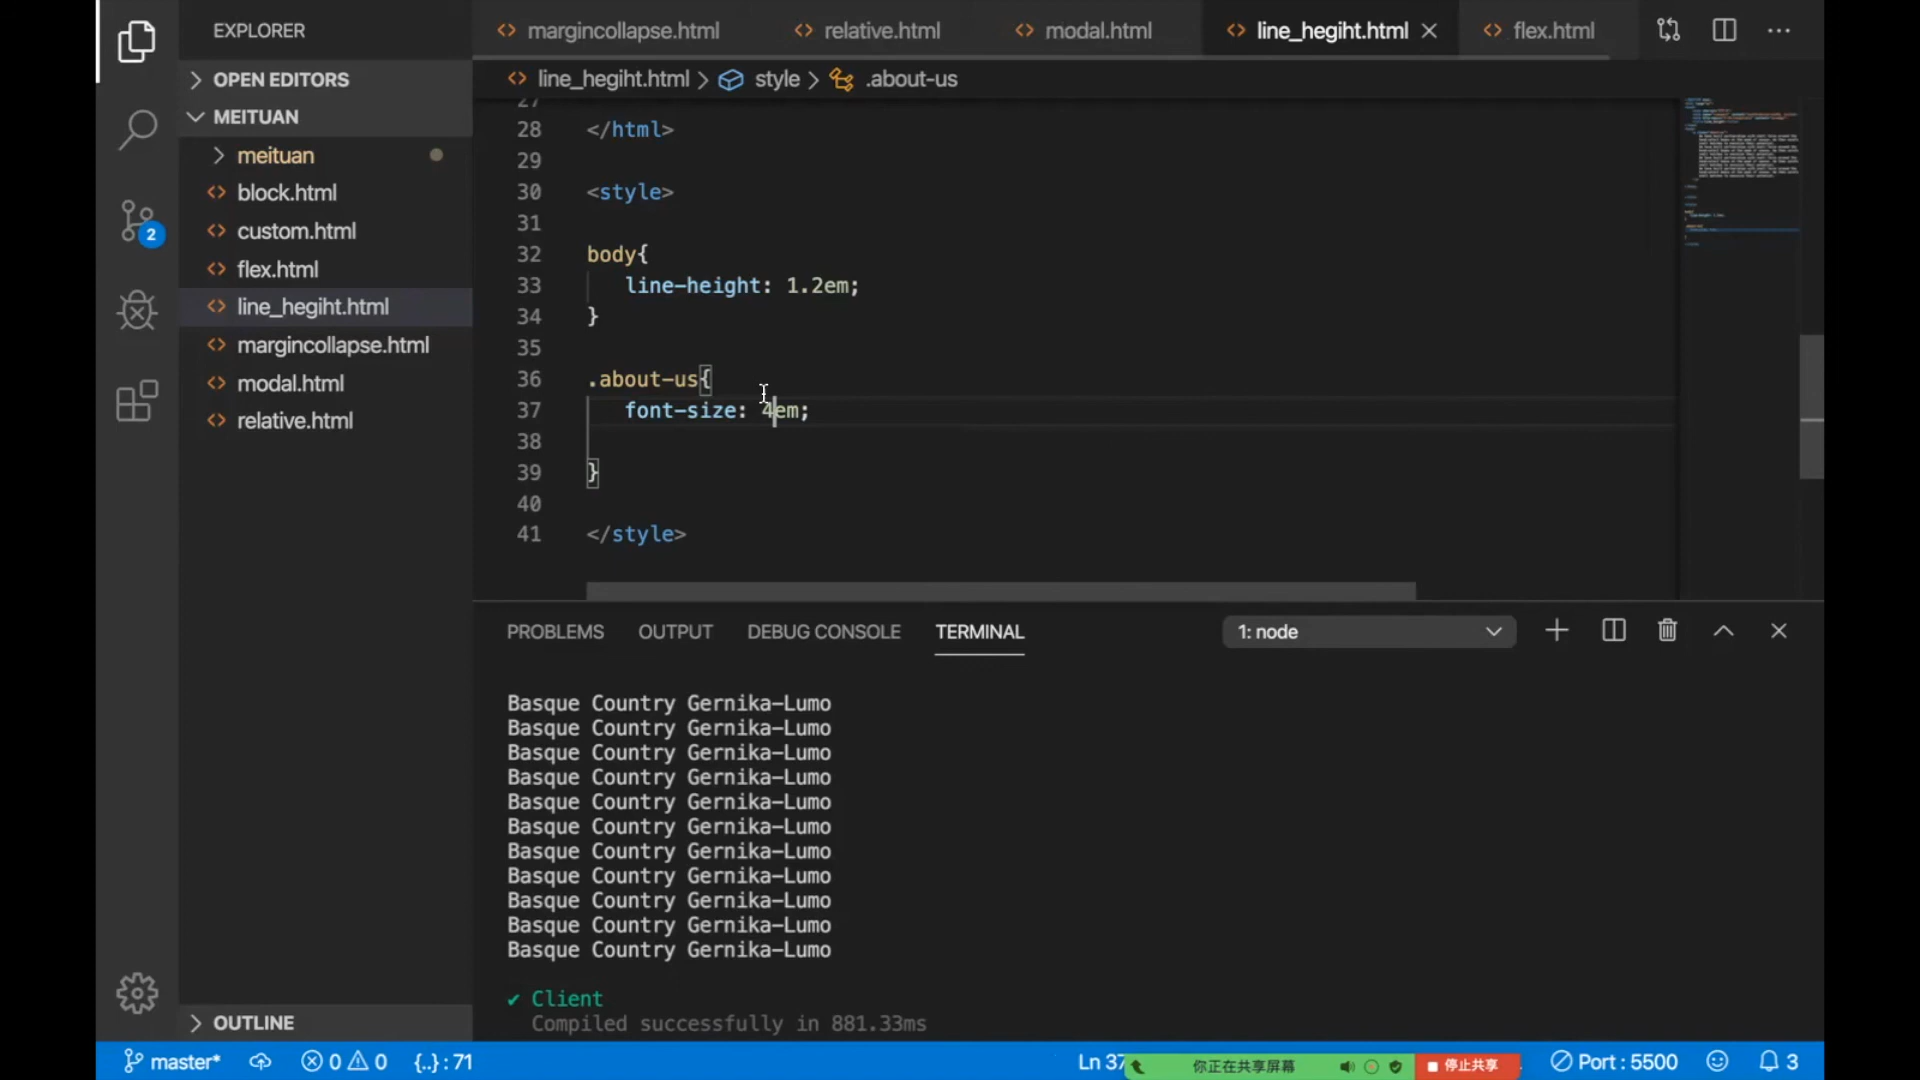 EXPLORER
margincollapse.html
relative.html
modal.html
line_hegiht.html
flex.html
OPEN EDITORS
line_hegiht.html
style
.about-us
MEITUAN
meituan
block.html
custom.html
flex.html
line_hegiht.html
margincollapse.html
modal.html
relative.html
27
28 </html>
29
30 <style>
31
32 body{
33 line-height: 1.2em;
34 }
35
36 .about-us{
37 font-size: 4em;
38
39 }
40
41 </style>
2
PROBLEMS
OUTPUT
DEBUG CONSOLE
TERMINAL
1: node
Basque Country Gernika-Lumo
Basque Country Gernika-Lumo
Basque Country Gernika-Lumo
Basque Country Gernika-Lumo
Basque Country Gernika-Lumo
Basque Country Gernika-Lumo
Basque Country Gernika-Lumo
Basque Country Gernika-Lumo
Basque Country Gernika-Lumo
Basque Country Gernika-Lumo
Basque Country Gernika-Lumo
✔ Client
Compiled successfully in 881.33ms
OUTLINE
master*
0
0
{..} : 71
Ln 37
你正在共享屏幕
停止共享
Port : 5500
3